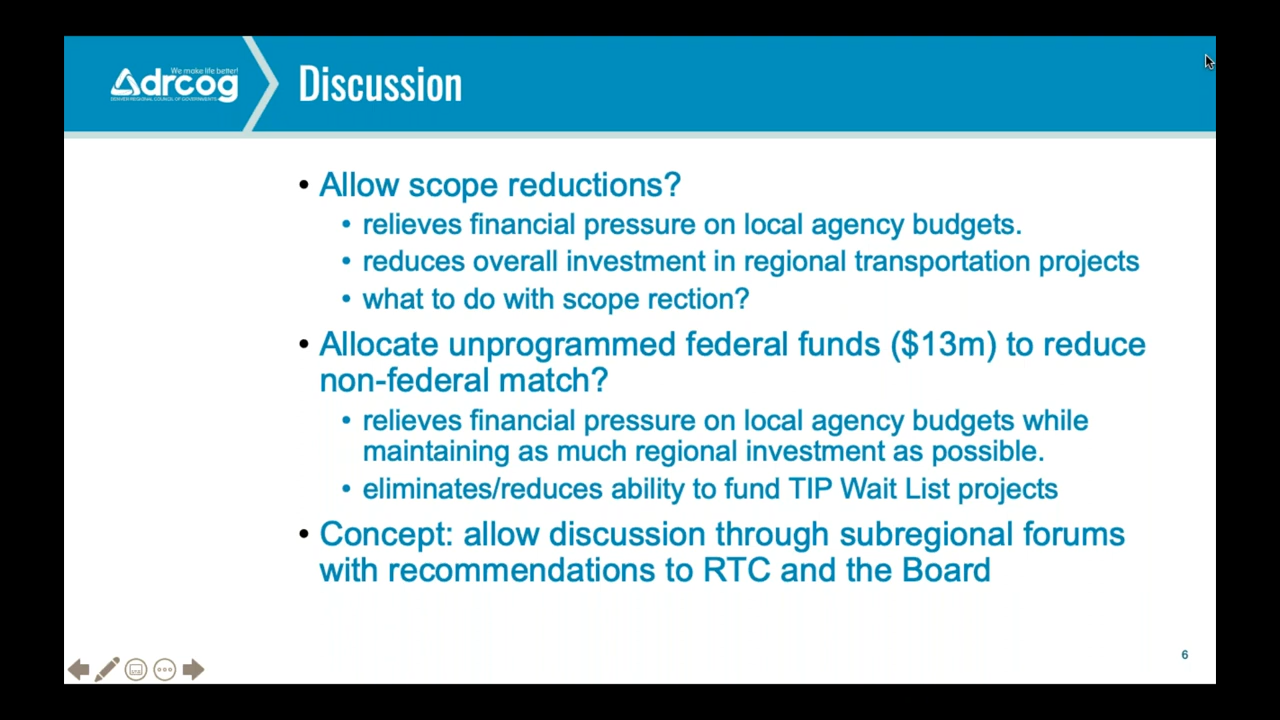 We make life better!
drcog
DENVER REGIONAL COUNCIL OF GOVERNMENTS
Discussion
• Allow scope reductions?
• relieves financial pressure on local agency budgets.
• reduces overall investment in regional transportation projects
• what to do with scope rection?
• Allocate unprogrammed federal funds ($13m) to reduce
non-federal match?
• relieves financial pressure on local agency budgets while
maintaining as much regional investment as possible.
• eliminates/reduces ability to fund TIP Wait List projects
• Concept: allow discussion through subregional forums
with recommendations to RTC and the Board
6